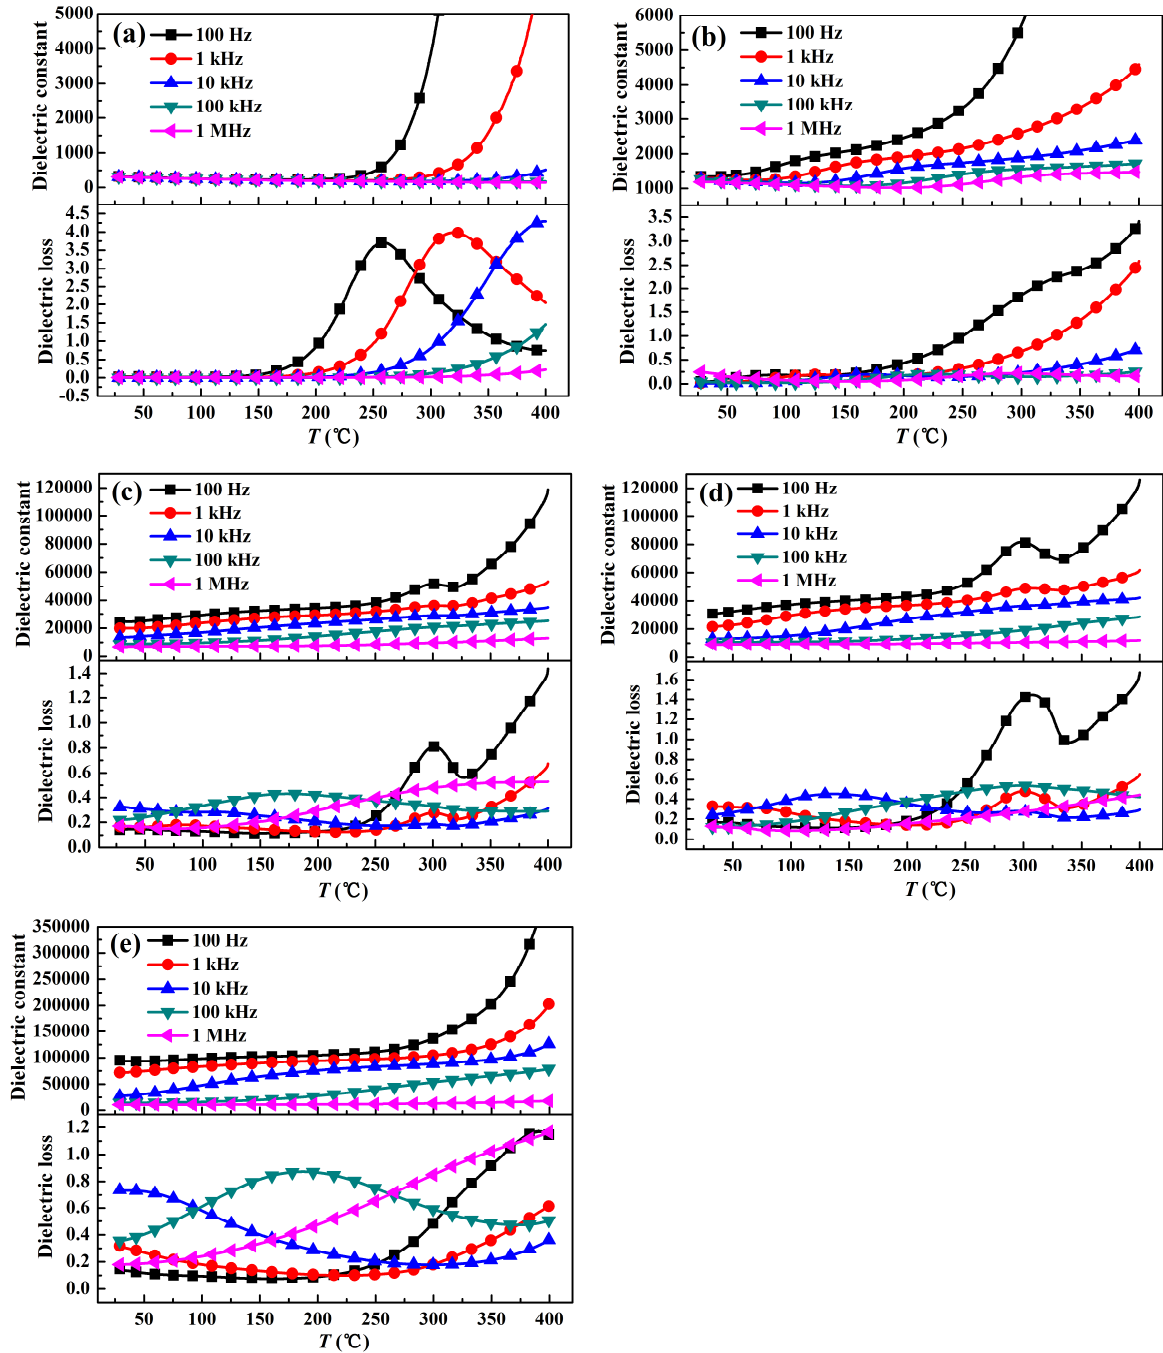 (a)
100 Hz
1 kHz
10 kHz
100 kHz
1 MHz
Dielectric constant
5000
4000
3000
2000
1000
0
Dielectric loss
4.5
4.0
3.5
3.0
2.5
2.0
1.5
1.0
0.5
0.0
-0.5
50 100 150 200 250 300 350 400
T (℃)
(b)
100 Hz
1 kHz
10 kHz
100 kHz
1 MHz
Dielectric constant
6000
5000
4000
3000
2000
1000
Dielectric loss
3.5
3.0
2.5
2.0
1.5
1.0
0.5
0.0
50 100 150 200 250 300 350 400
T (℃)
(c)
100 Hz
1 kHz
10 kHz
100 kHz
1 MHz
Dielectric constant
120000
100000
80000
60000
40000
20000
0
Dielectric loss
1.4
1.2
1.0
0.8
0.6
0.4
0.2
0.0
50 100 150 200 250 300 350 400
T (℃)
(d)
100 Hz
1 kHz
10 kHz
100 kHz
1 MHz
Dielectric constant
120000
100000
80000
60000
40000
20000
0
Dielectric loss
1.6
1.4
1.2
1.0
0.8
0.6
0.4
0.2
0.0
50 100 150 200 250 300 350 400
T (℃)
(e)
100 Hz
1 kHz
10 kHz
100 kHz
1 MHz
Dielectric constant
350000
300000
250000
200000
150000
100000
50000
0
Dielectric loss
1.2
1.0
0.8
0.6
0.4
0.2
0.0
50 100 150 200 250 300 350 400
T (℃)